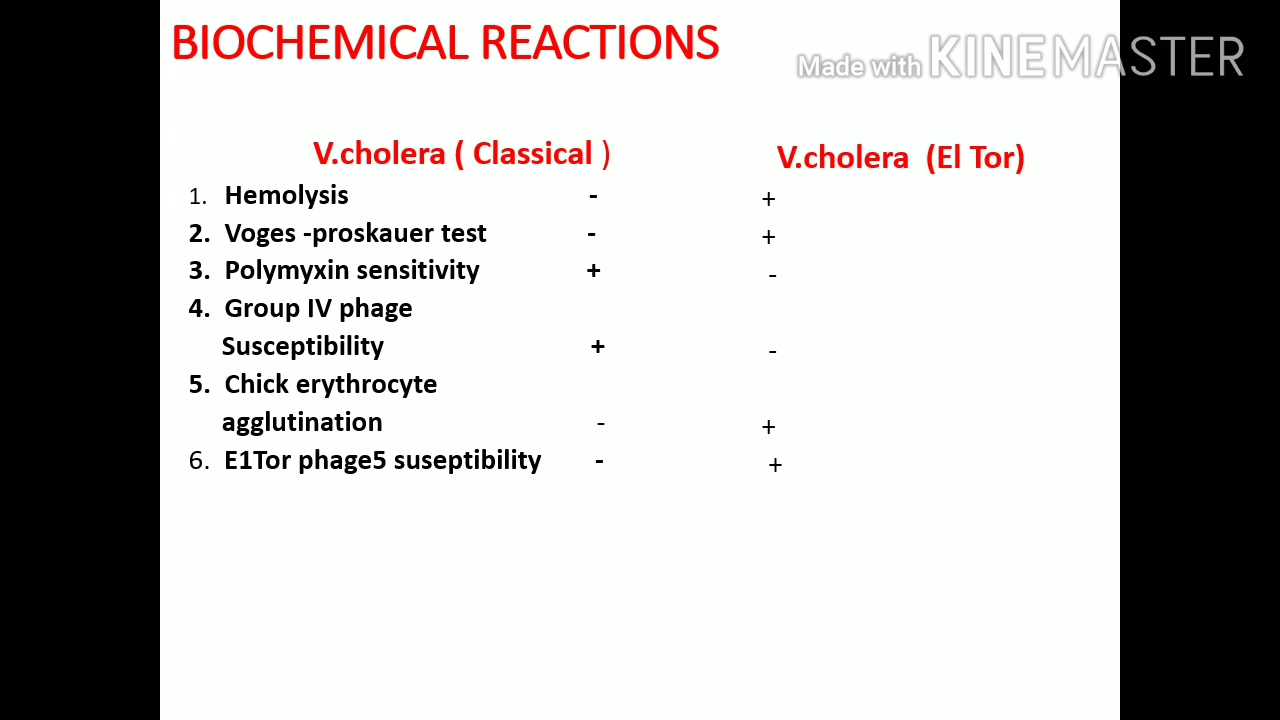 BIOCHEMICAL REACTIONS
Made with KINEMASTER
V.cholera ( Classical ) V.cholera (El Tor)
1. Hemolysis - +
2. Voges -proskauer test - +
3. Polymyxin sensitivity + -
4. Group IV phage
Susceptibility + -
5. Chick erythrocyte
agglutination - +
6. E1Tor phage5 suseptibility - +